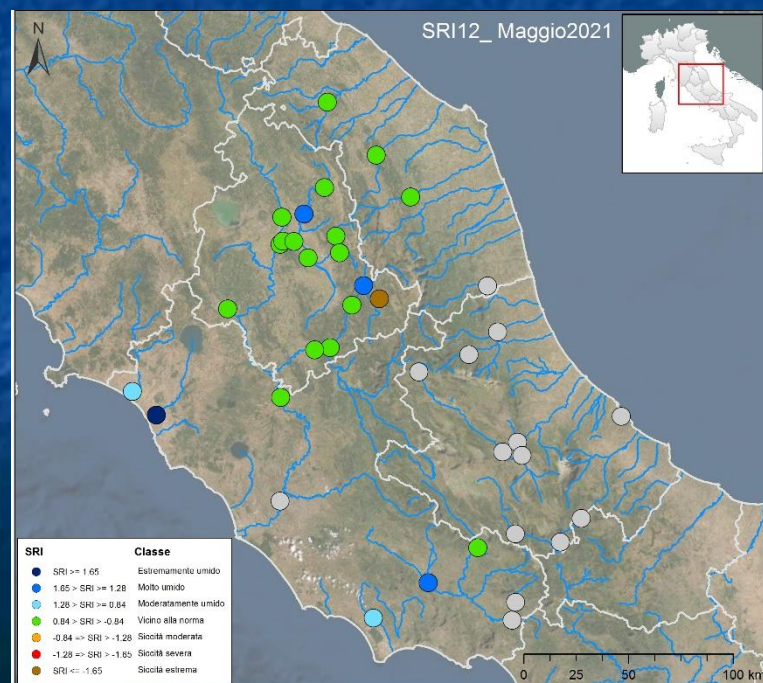 SRI12_ Maggio2021
N
SRI Classe
SRI >= 1.65 Estremamente umido
1.65 > SRI >= 1.28 Molto umido
1.28 > SRI >= 0.84 Moderatamente umido
0.84 > SRI > -0.84 Vicino alla norma
-0.84 => SRI > -1.28 Siccità moderata
-1.28 => SRI > -1.65 Siccità severa
SRI <= -1.65 Siccità estrema
0 25 50 100 km